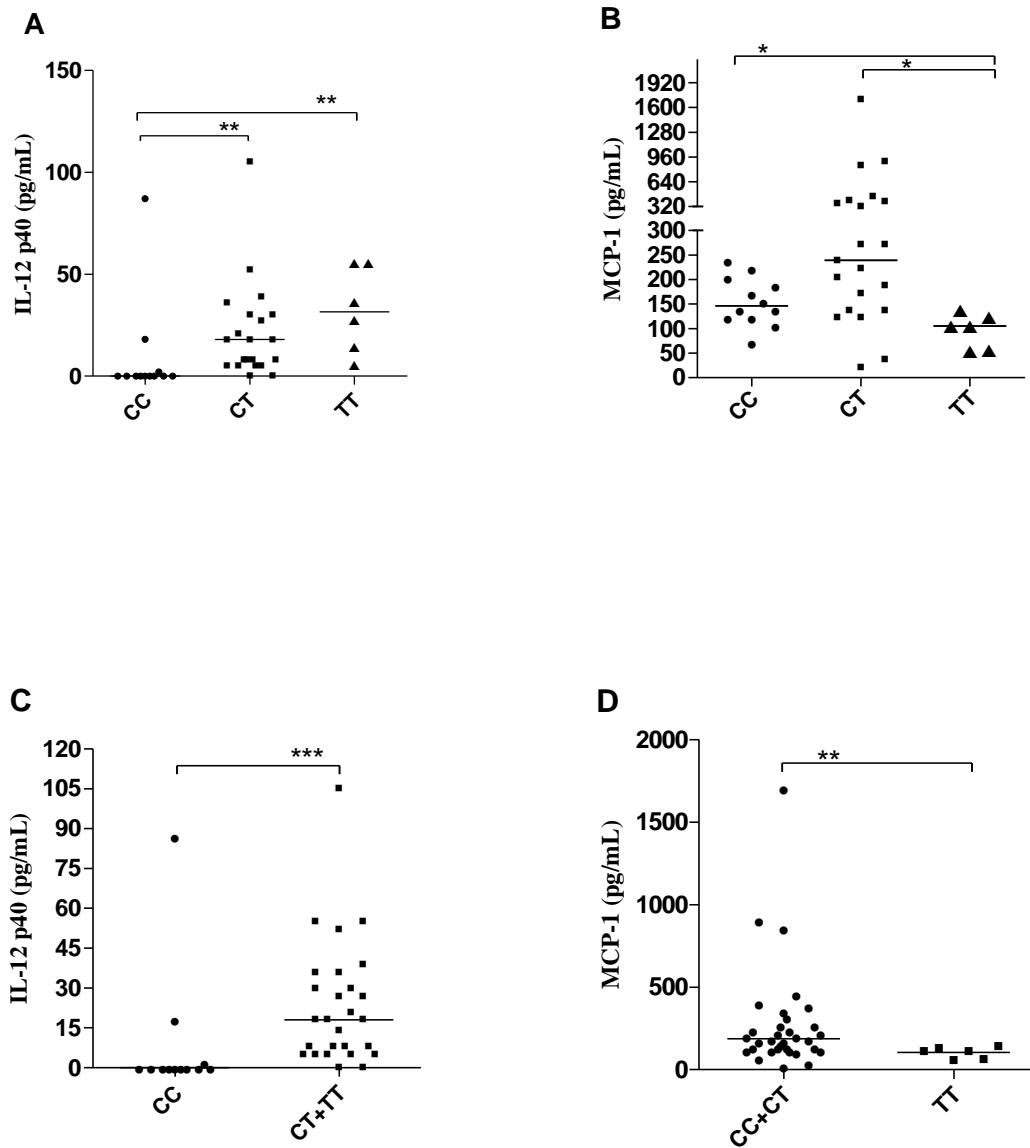 A
150
100
50
0
IL-12 p40 (pg/mL)
**
**
CC
CT
TT
B
1920
1600
1280
960
640
320
300
250
200
150
100
50
0
MCP-1 (pg/mL)
*
*
CC
CT
TT
C
120
105
90
75
60
45
30
15
0
IL-12 p40 (pg/mL)
***
CC
CT+TT
D
2000
1500
1000
500
0
MCP-1 (pg/mL)
**
CC+CT
TT